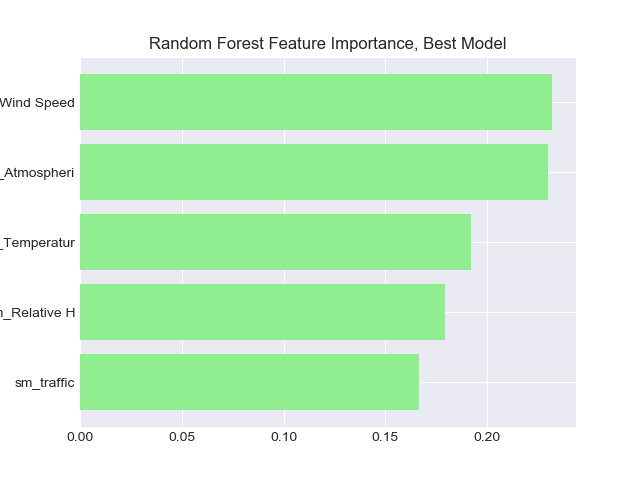 Random Forest Feature Importance, Best Model
Wind Speed
_Atmospheri
_Temperatur
n_Relative H
sm_traffic
0.00 0.05 0.10 0.15 0.20